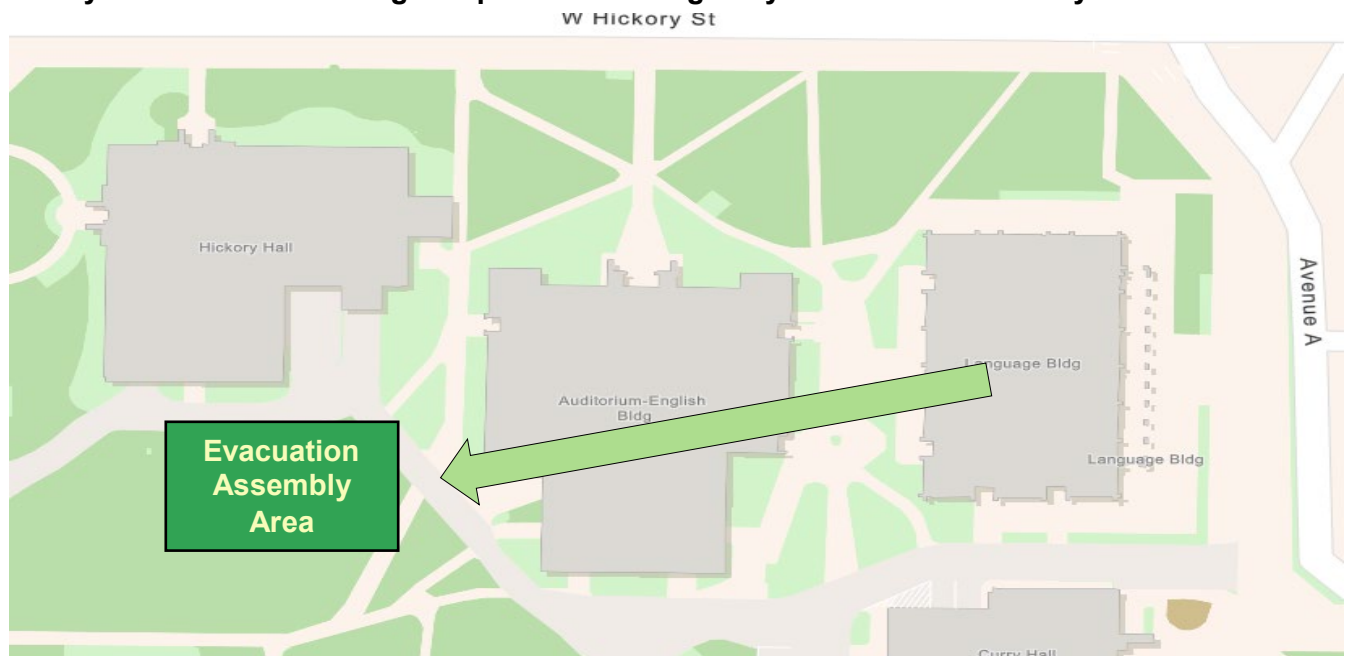 W Hickory St
Hickory Hall
Avenue A
Language Bldg
Auditorium-English
Bldg
Evacuation
Assembly
Area
Language Bldg
Curry Hall